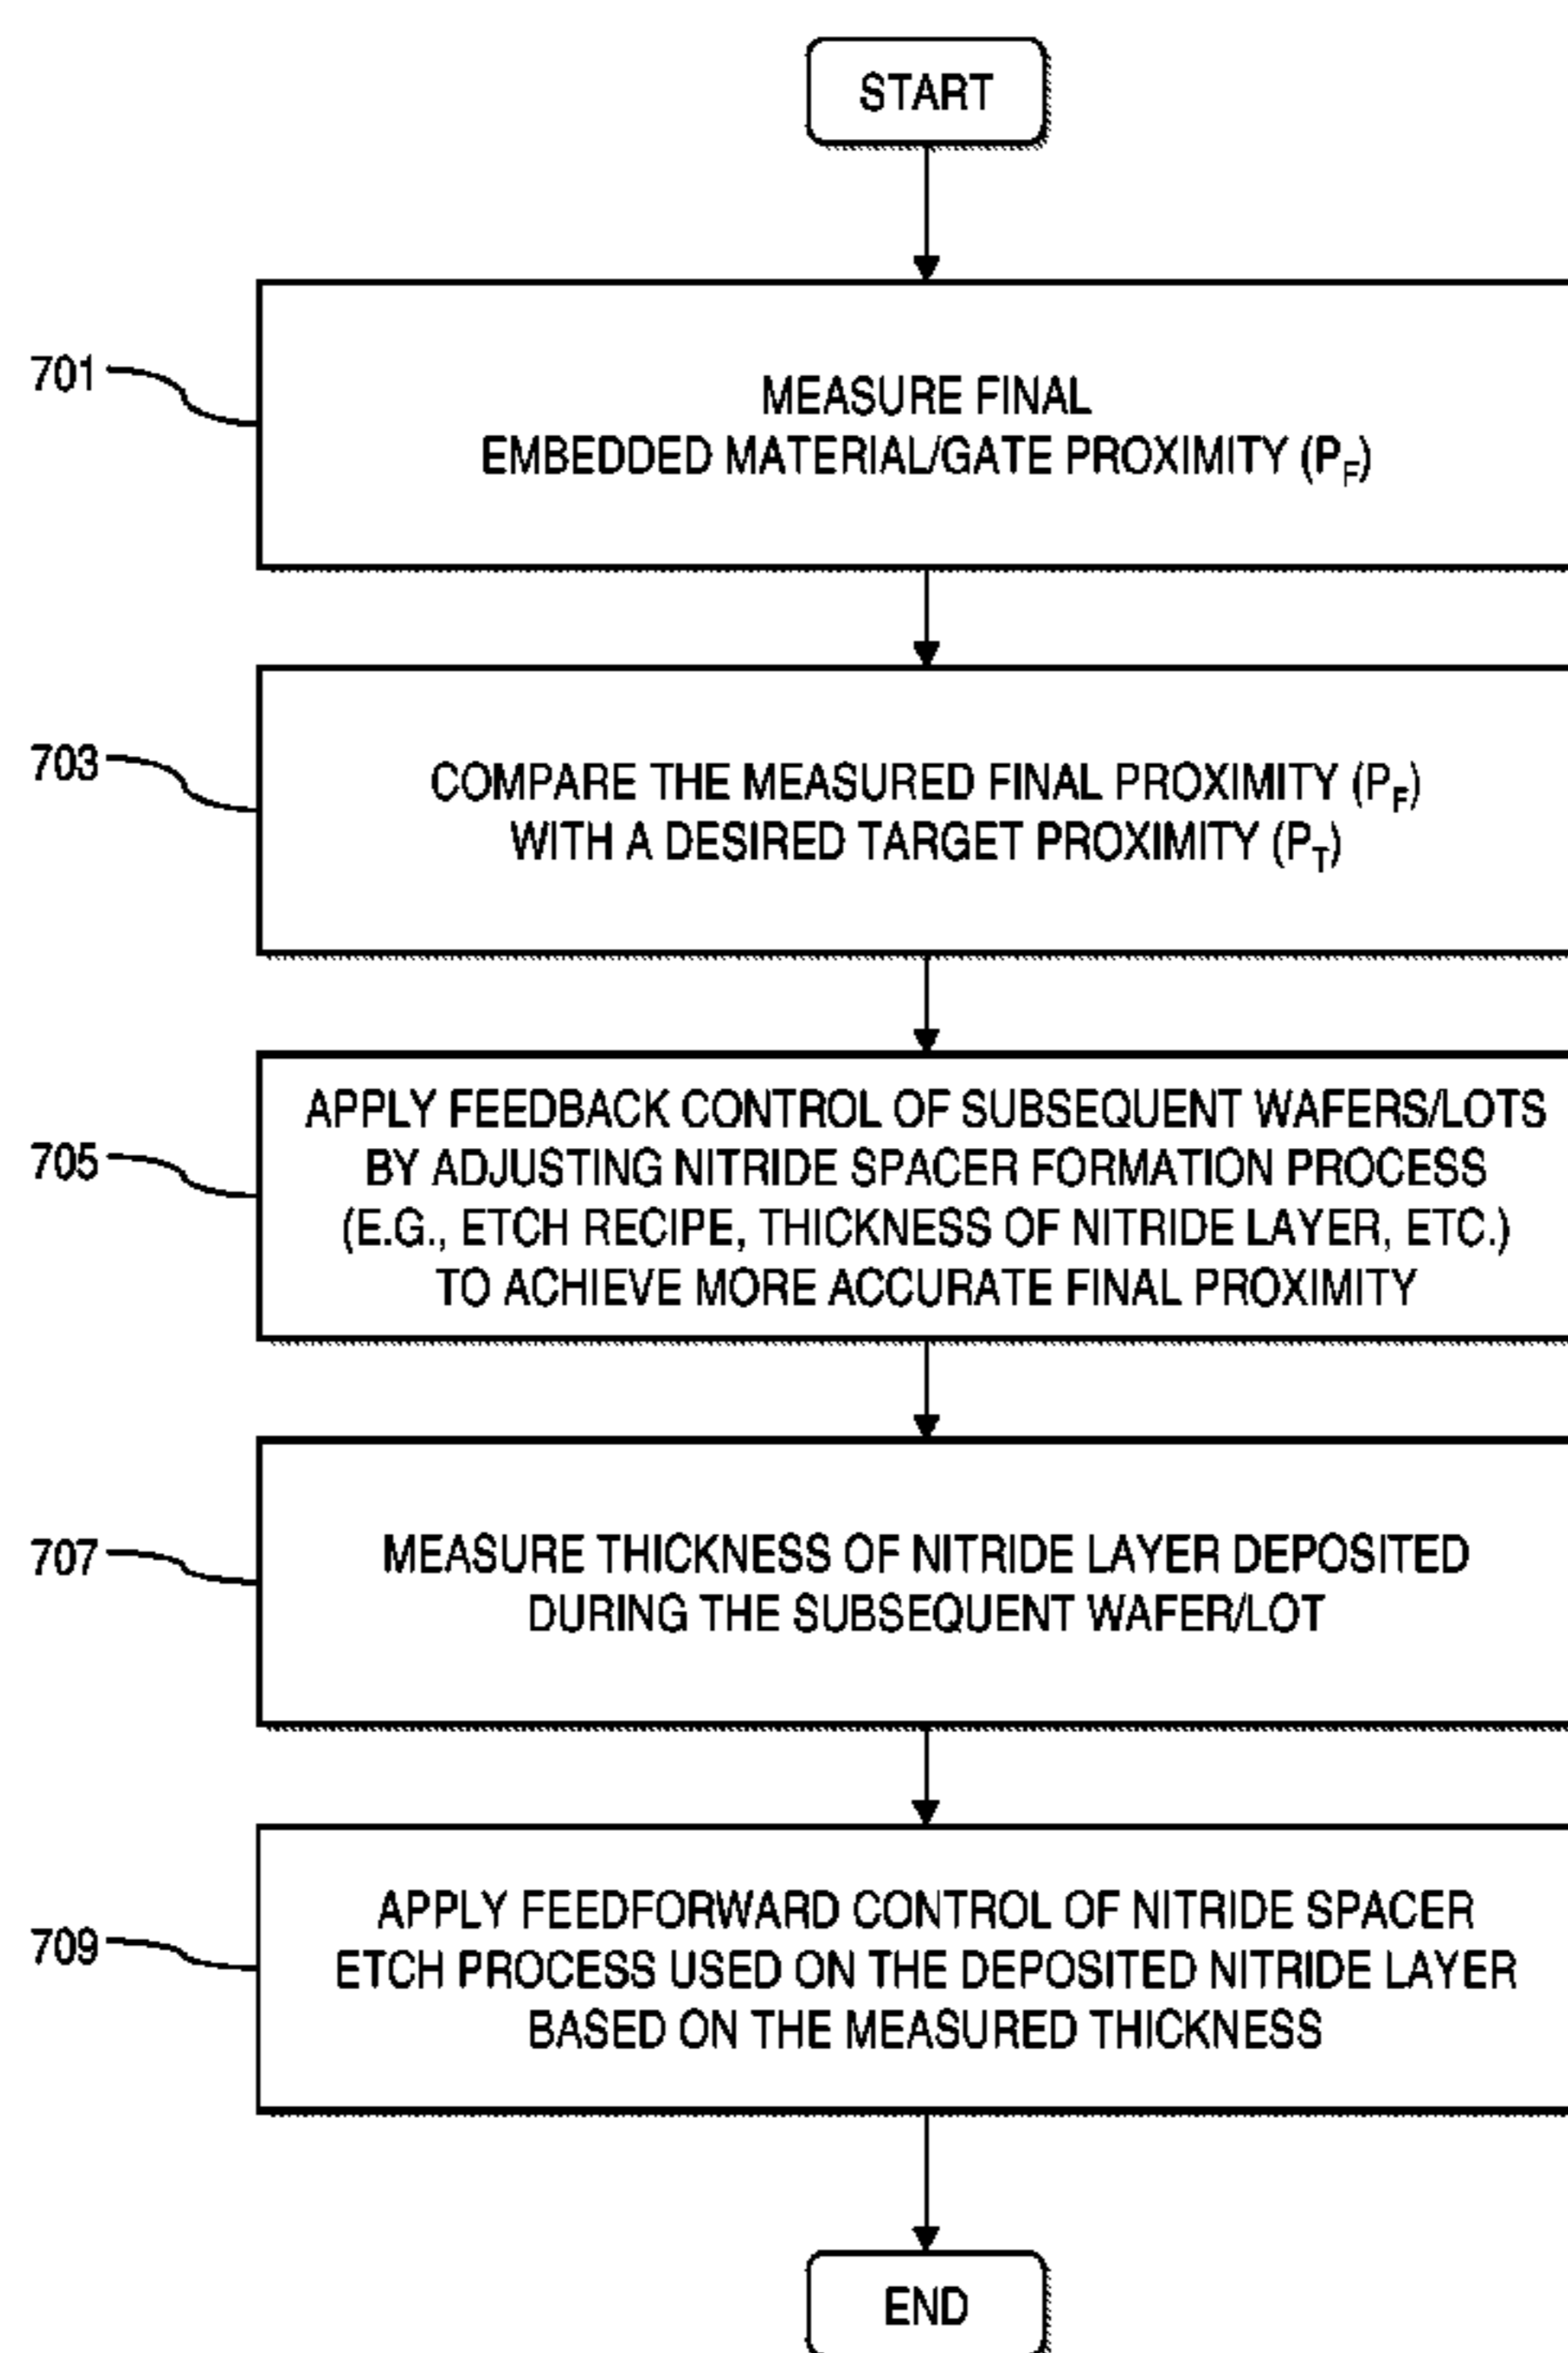 START
701
MEASURE FINAL
EMBEDDED MATERIAL/GATE PROXIMITY (PF)
703
COMPARE THE MEASURED FINAL PROXIMITY (PF)
WITH A DESIRED TARGET PROXIMITY (PT)
705
APPLY FEEDBACK CONTROL OF SUBSEQUENT WAFERS/LOTS
BY ADJUSTING NITRIDE SPACER FORMATION PROCESS
(E.G., ETCH RECIPE, THICKNESS OF NITRIDE LAYER, ETC.)
TO ACHIEVE MORE ACCURATE FINAL PROXIMITY
707
MEASURE THICKNESS OF NITRIDE LAYER DEPOSITED
DURING THE SUBSEQUENT WAFER/LOT
709
APPLY FEEDFORWARD CONTROL OF NITRIDE SPACER
ETCH PROCESS USED ON THE DEPOSITED NITRIDE LAYER
BASED ON THE MEASURED THICKNESS
END